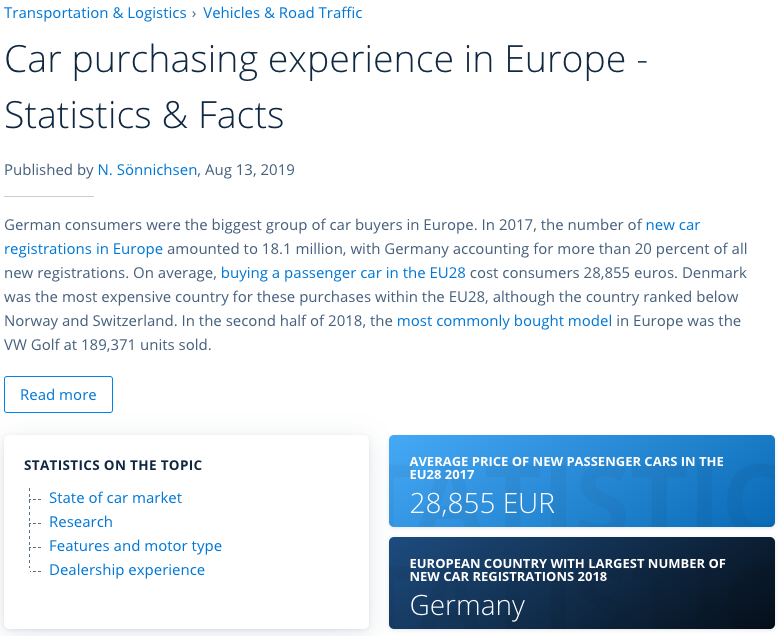 Transportation & Logistics › Vehicles & Road Traffic
Car purchasing experience in Europe -
Statistics & Facts
Published by N. Sönnichsen, Aug 13, 2019
German consumers were the biggest group of car buyers in Europe. In 2017, the number of new car
registrations in Europe amounted to 18.1 million, with Germany accounting for more than 20 percent of all
new registrations. On average, buying a passenger car in the EU28 cost consumers 28,855 euros. Denmark
was the most expensive country for these purchases within the EU28, although the country ranked below
Norway and Switzerland. In the second half of 2018, the most commonly bought model in Europe was the
VW Golf at 189,371 units sold.
Read more
STATISTICS ON THE TOPIC
State of car market
Research
Features and motor type
Dealership experience
AVERAGE PRICE OF NEW PASSENGER CARS IN THE
EU28 2017
28,855 EUR
EUROPEAN COUNTRY WITH LARGEST NUMBER OF
NEW CAR REGISTRATIONS 2018
Germany